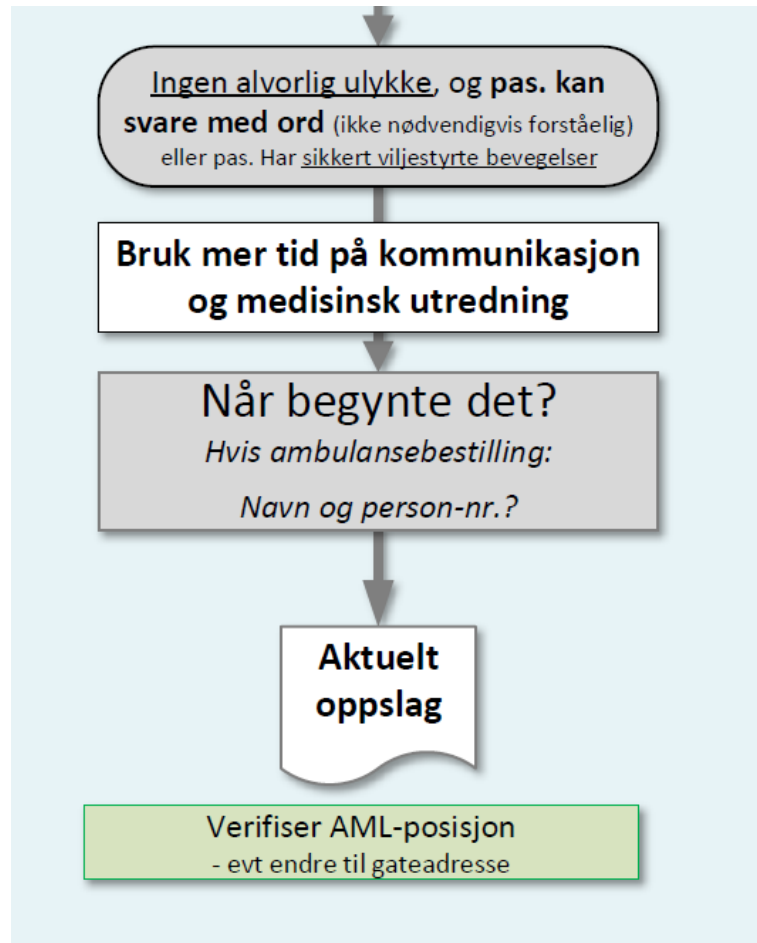 Ingen alvorlig ulykke, og pas. kan
svare med ord (ikke nødvendigvis forståelig)
eller pas. Har sikkert viljestyrte bevegelser
Bruk mer tid på kommunikasjon
og medisinsk utredning
Når begynte det?
Hvis ambulansebestilling:
Navn og person-nr.?
Aktuelt
oppslag
Verifiser AML-posisjon
- evt endre til gateadresse